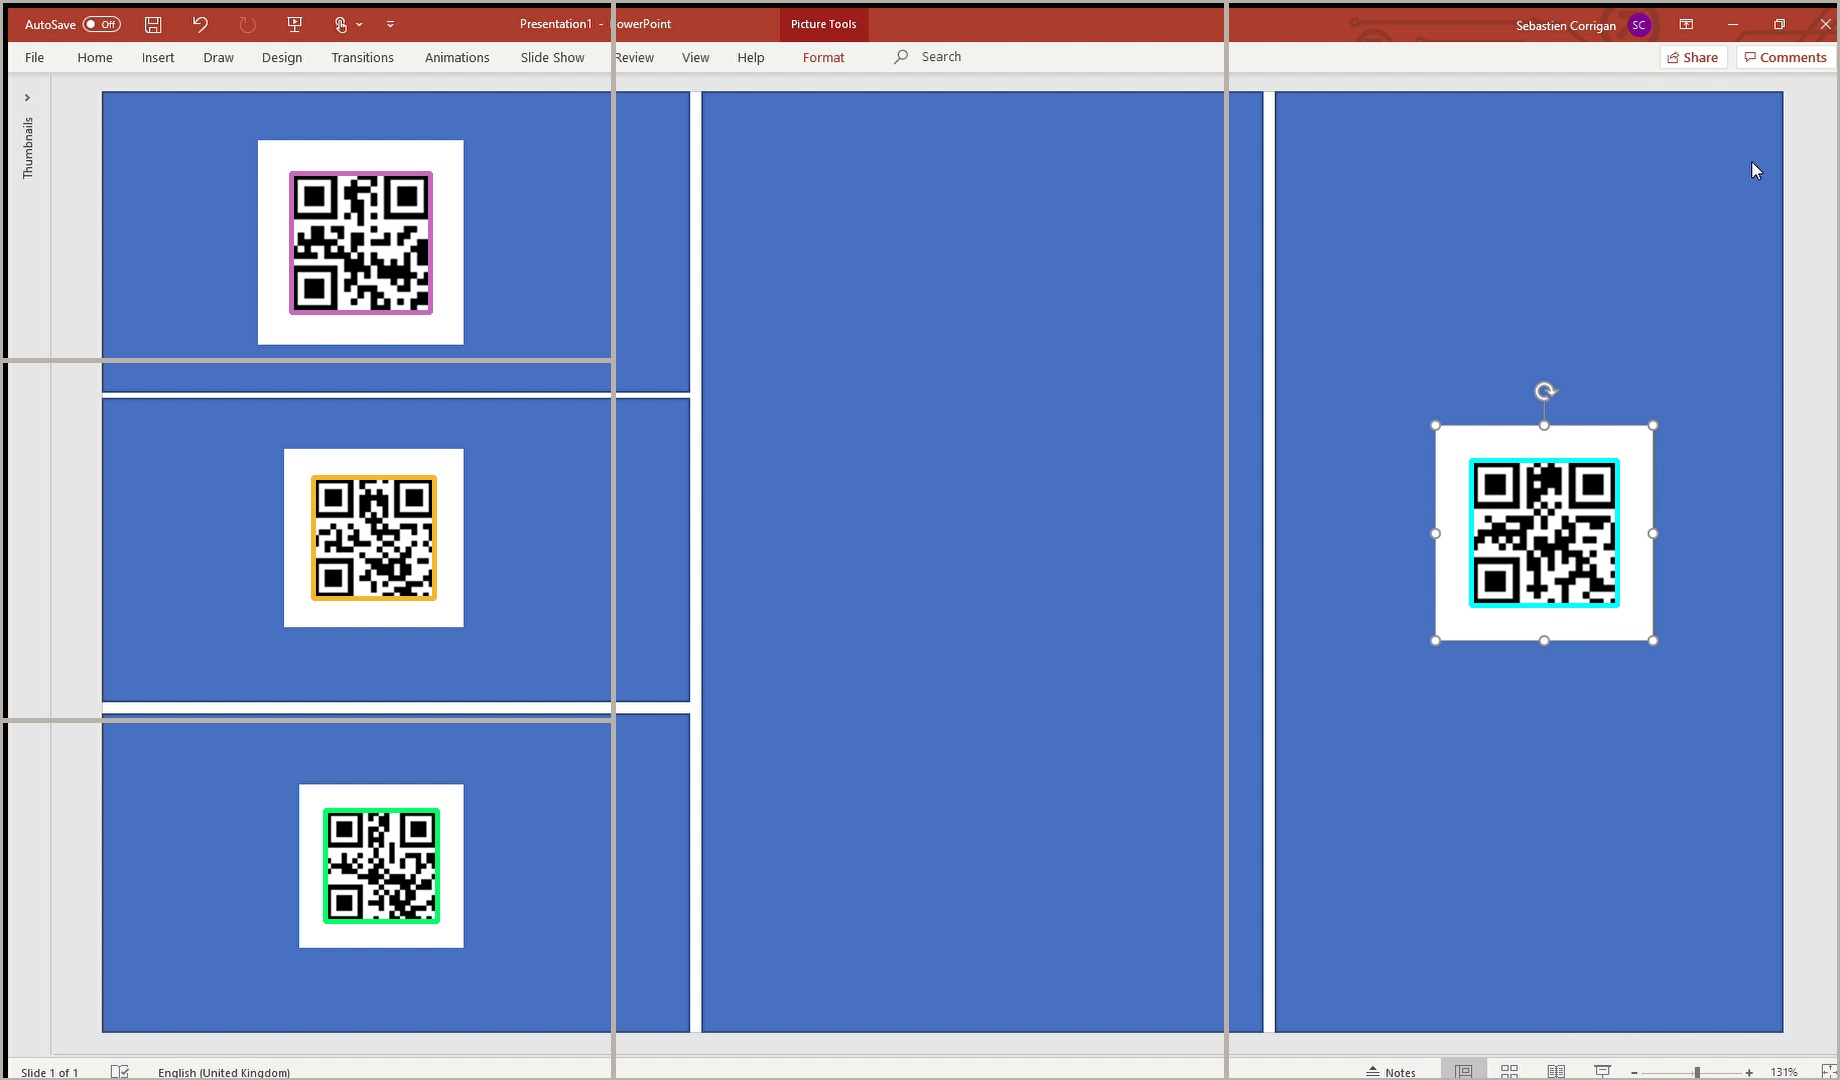 AutoSave Off Presentation1 - PowerPoint Picture Tools Sebastien Corrigan SC
File Home Insert Draw Design Transitions Animations Slide Show Review View Help Format Search Share Comments
Thumbnails
Slide 1 of 1 English (United Kingdom) Notes 131%